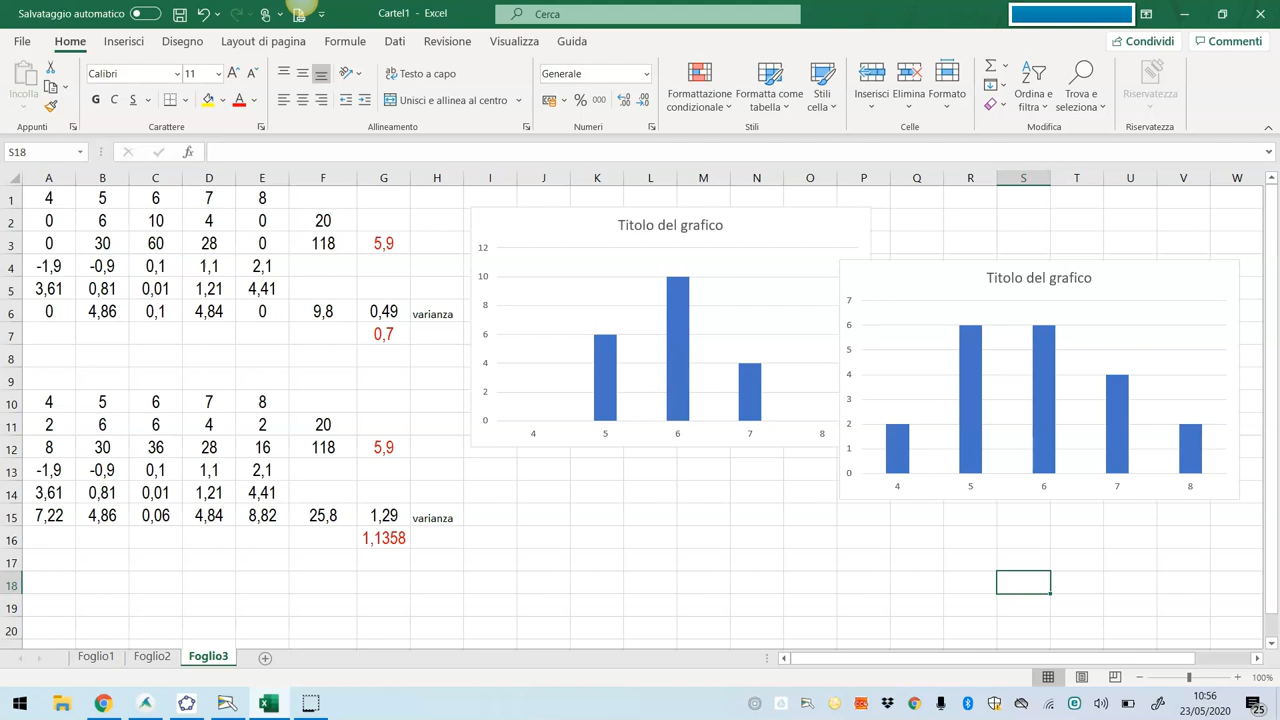 Salvataggio automatico
Cartel1 - Excel
Cerca
File Home Inserisci Disegno Layout di pagina Formule Dati Revisione Visualizza Guida
Condividi Commenti
Incolla
Calibri 11
G C S
Testo a capo
Unisci e allinea al centro
Generale
% 000
Formattazione condizionale
Formatta come tabella
Stili cella
Inserisci Elimina Formato
Ordina e filtra
Trova e seleziona
Riservatezza
Appunti Carattere Allineamento Numeri Stili Celle Modifica Riservatezza
S18 fx
A B C D E F G H I J K L M N O P Q R S T U V W
1 4 5 6 7 8
2 0 6 10 4 0 20
3 0 30 60 28 0 118 5,9
4 -1,9 -0,9 0,1 1,1 2,1
5 3,61 0,81 0,01 1,21 4,41
6 0 4,86 0,1 4,84 0 9,8 0,49 varianza
7 0,7
8
9
10 4 5 6 7 8
11 2 6 6 4 2 20
12 8 30 36 28 16 118 5,9
13 -1,9 -0,9 0,1 1,1 2,1
14 3,61 0,81 0,01 1,21 4,41
15 7,22 4,86 0,06 4,84 8,82 25,8 1,29 varianza
16 1,1358
17
18
19
20
Titolo del grafico
12
10
8
6
4
2
0
4 5 6 7 8
Titolo del grafico
7
6
5
4
3
2
1
0
4 5 6 7 8
Foglio1 Foglio2 Foglio3
100%
10:56
23/05/2020
25